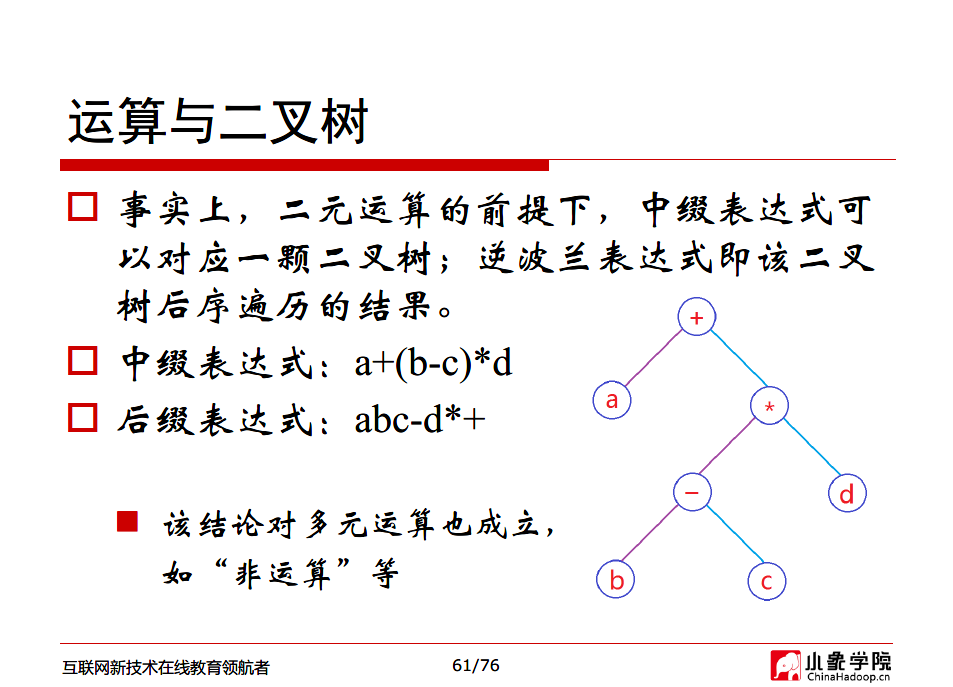 运算与二叉树
事实上，二元运算的前提下，中缀表达式可
以对应一颗二叉树；逆波兰表达式即该二叉
树后序遍历的结果。
中缀表达式：a+(b-c)*d
后缀表达式：abc-d*+
该结论对多元运算也成立，
如“非运算”等
+
a
*
−
d
b
c
互联网新技术在线教育领航者
61/76
小象学院
ChinaHadoop.cn